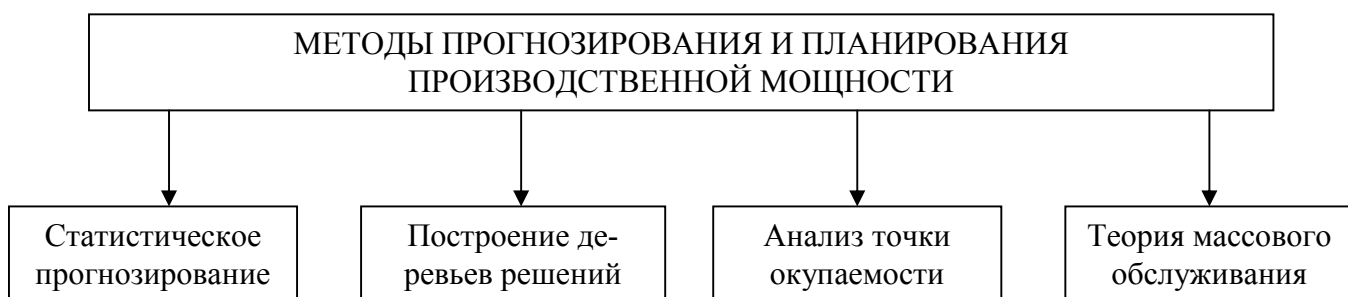 МЕТОДЫ ПРОГНОЗИРОВАНИЯ И ПЛАНИРОВАНИЯ
ПРОИЗВОДСТВЕННОЙ МОЩНОСТИ
Статистическое
прогнозирование
Построение де-
ревьев решений
Анализ точки
окупаемости
Теория массового
обслуживания